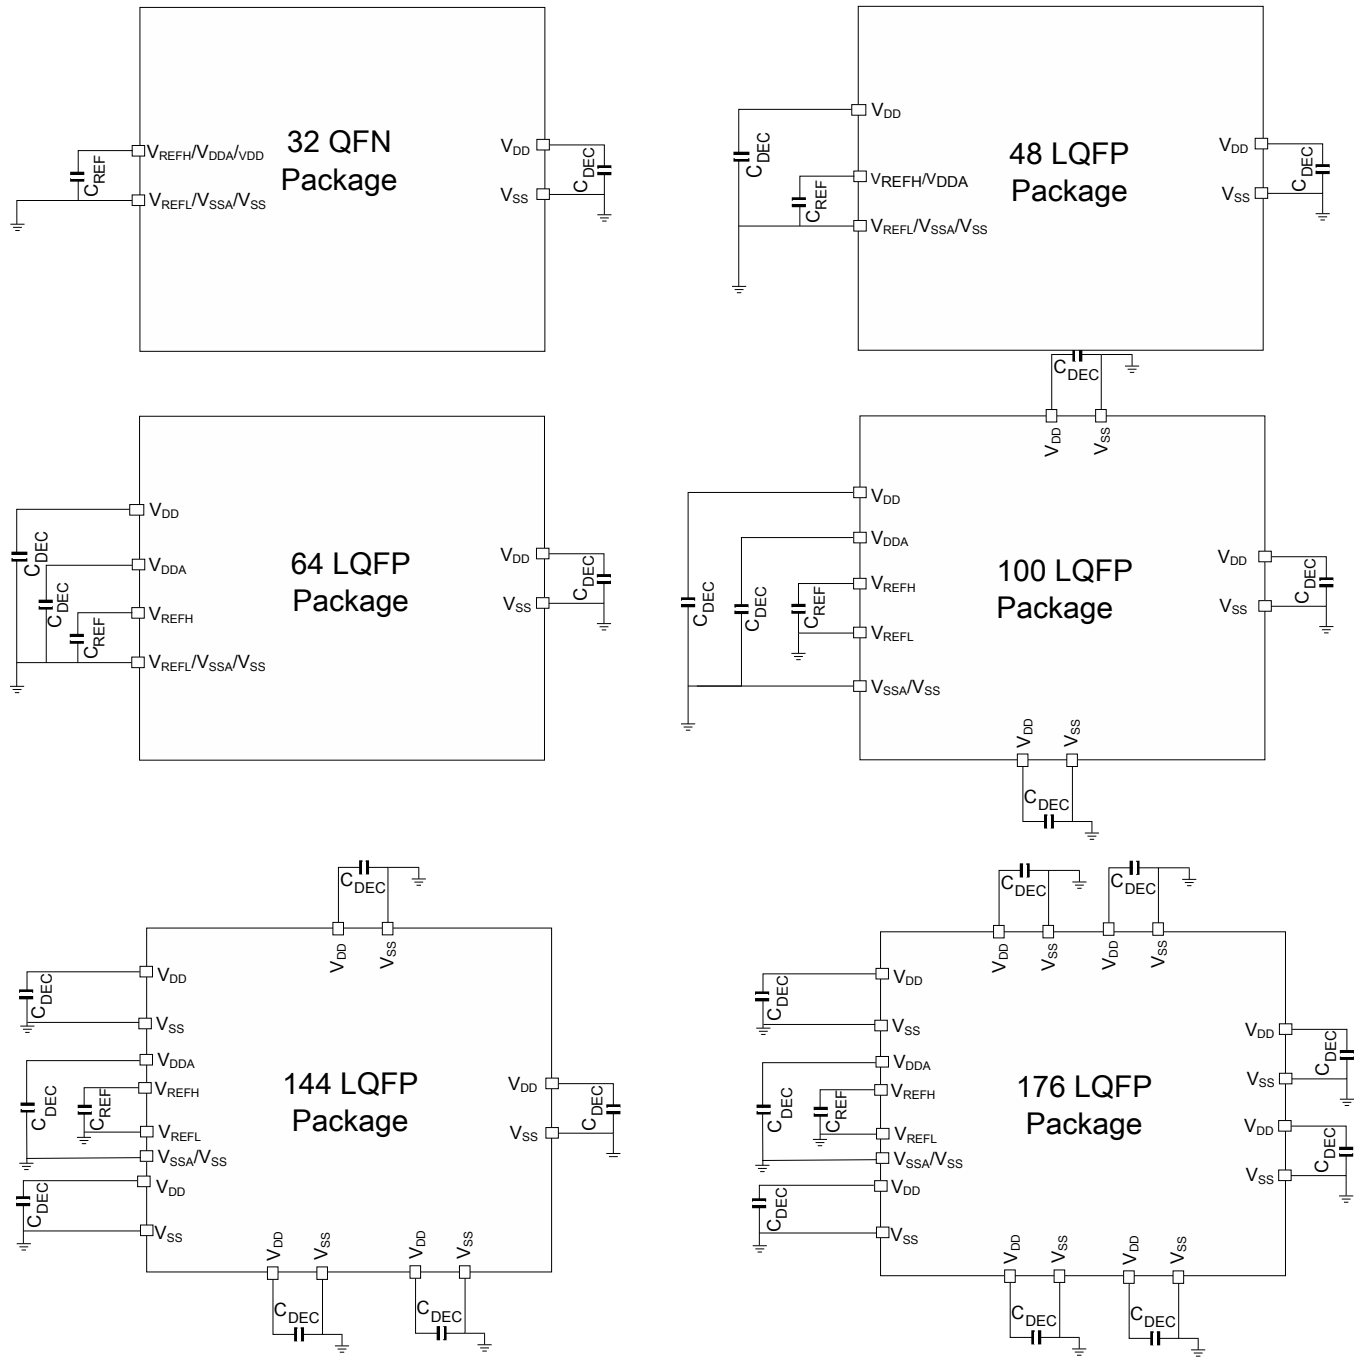 32 QFN
Package
VREFH/VDDA/VDD
CREF
VREFL/VSSA/VSS
VDD
CDEC
VSS
48 LQFP
Package
VDD
CDEC
VREFH/VDDA
CREF
VREFL/VSSA/VSS
VDD
CDEC
VSS
64 LQFP
Package
VDD
CDEC
VDDA
CDEC
VREFH
CREF
VREFL/VSSA/VSS
VDD
CDEC
VSS
100 LQFP
Package
CDEC
VDD
VSS
VDD
CDEC
VDDA
CDEC
VREFH
CREF
VREFL
VSSA/VSS
VDD
CDEC
VSS
VDD
VSS
CDEC
144 LQFP
Package
CDEC
VDD
VSS
VDD
CDEC
VSS
VDDA
CDEC
VREFH
CREF
VREFL
VSSA/VSS
VDD
CDEC
VSS
VDD
CDEC
VSS
VDD
VSS
CDEC
VDD
VSS
CDEC
176 LQFP
Package
CDEC
VDD
VSS
CDEC
VDD
VSS
VDD
CDEC
VSS
VDDA
CDEC
VREFH
CREF
VREFL
VSSA/VSS
VDD
CDEC
VSS
VDD
CDEC
VSS
VDD
CDEC
VSS
VDD
VSS
CDEC
VDD
VSS
CDEC